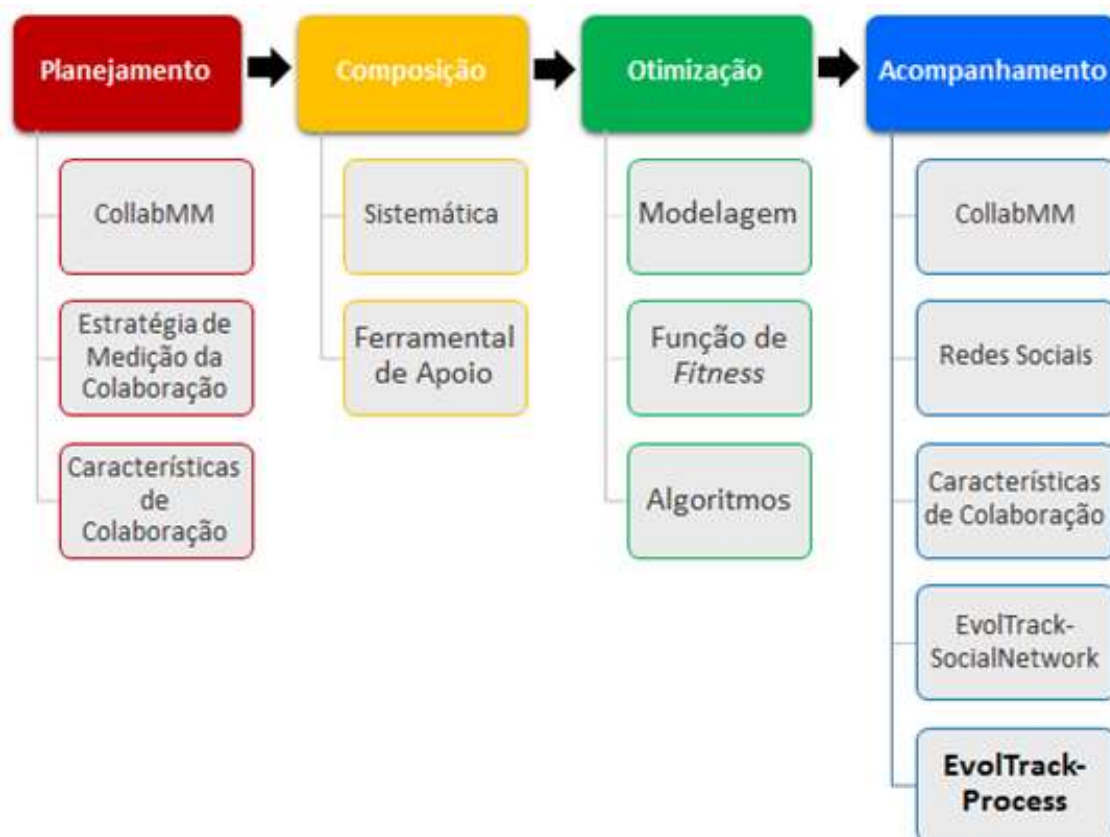 Planejamento
Composição
Otimização
Acompanhamento
CollabMM
Estratégia de
Medição da
Colaboração
Características
de
Colaboração
Sistemática
Ferramental
de Apoio
Modelagem
Função de
Fitness
Algoritmos
CollabMM
Redes Sociais
Características
de Colaboração
EvolTrack-
SocialNetwork
EvolTrack-
Process